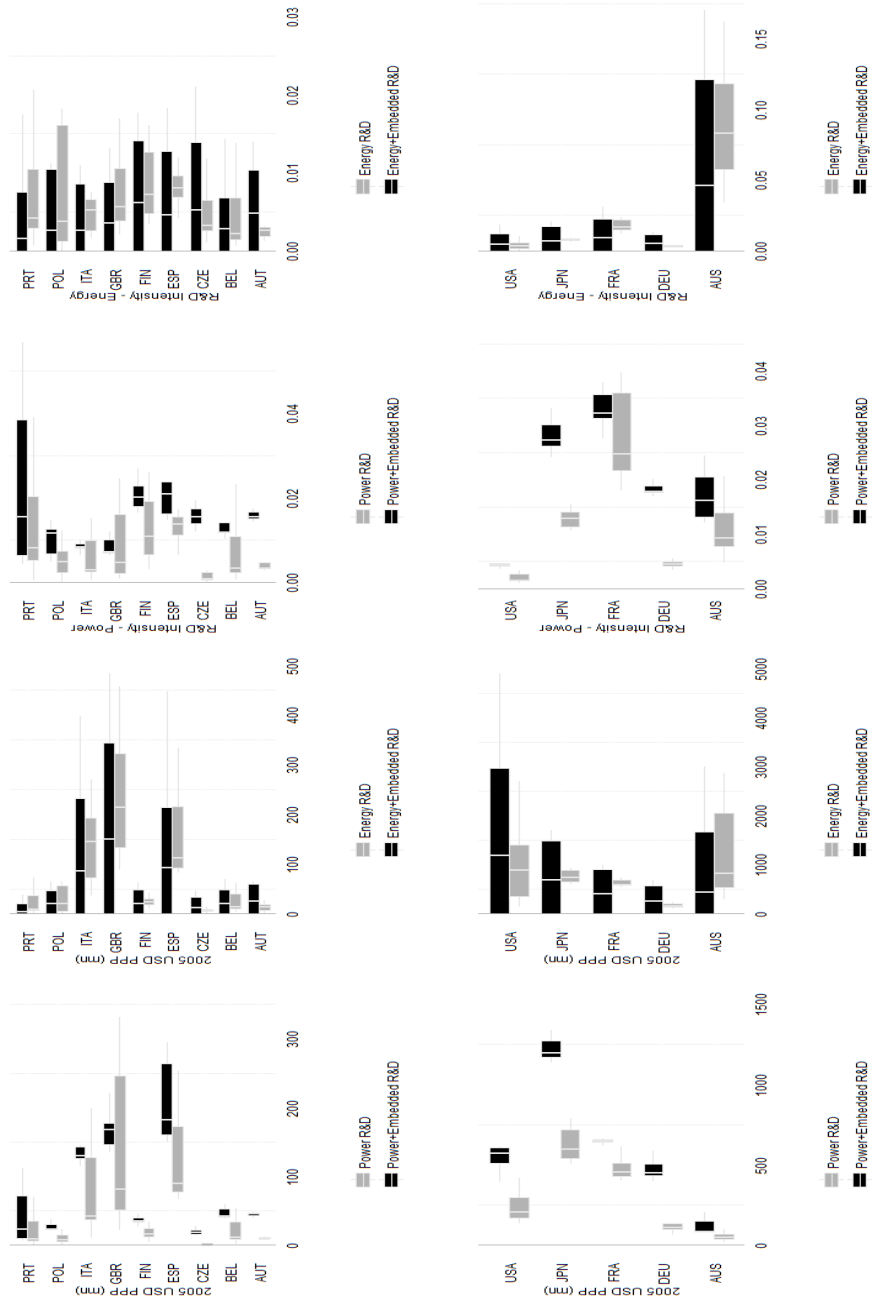 PRT
POL
ITA
GBR
FIN
ESP
CZE
BEL
AUT
R&D Intensity - Energy
0.00 0.01 0.02 0.03
Energy R&D
Energy+Embedded R&D
USA
JPN
FRA
DEU
AUS
R&D Intensity - Energy
0.00 0.05 0.10 0.15
Energy R&D
Energy+Embedded R&D
PRT
POL
ITA
GBR
FIN
ESP
CZE
BEL
AUT
R&D Intensity - Power
0.00 0.02 0.04
Power R&D
Power+Embedded R&D
USA
JPN
FRA
DEU
AUS
R&D Intensity - Power
0.00 0.01 0.02 0.03 0.04
Power R&D
Power+Embedded R&D
PRT
POL
ITA
GBR
FIN
ESP
CZE
BEL
AUT
2005 USD PPP (mn)
0 100 200 300 400 500
Energy R&D
Energy+Embedded R&D
USA
JPN
FRA
DEU
AUS
2005 USD PPP (mn)
0 1000 2000 3000 4000 5000
Energy R&D
Energy+Embedded R&D
PRT
POL
ITA
GBR
FIN
ESP
CZE
BEL
AUT
2005 USD PPP (mn)
0 100 200 300
Power R&D
Power+Embedded R&D
USA
JPN
FRA
DEU
AUS
2005 USD PPP (mn)
0 500 1000 1500
Power R&D
Power+Embedded R&D